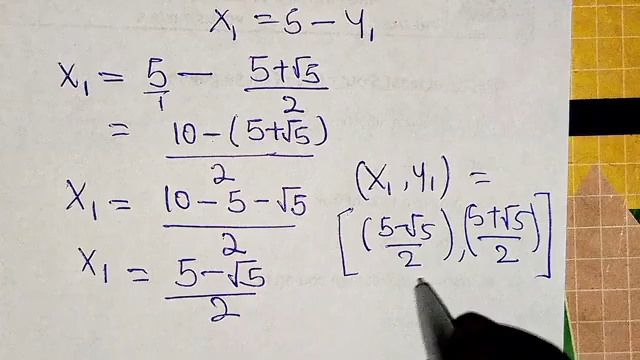 x₁ = 5 − y₁
x₁ = 5/1 − (5+√5)/2
= (10 − (5+√5))/2
x₁ = (10 − 5 − √5)/2
x₁ = (5 − √5)/2
(x₁, y₁) =
[((5−√5)/2), ((5+√5)/2)]